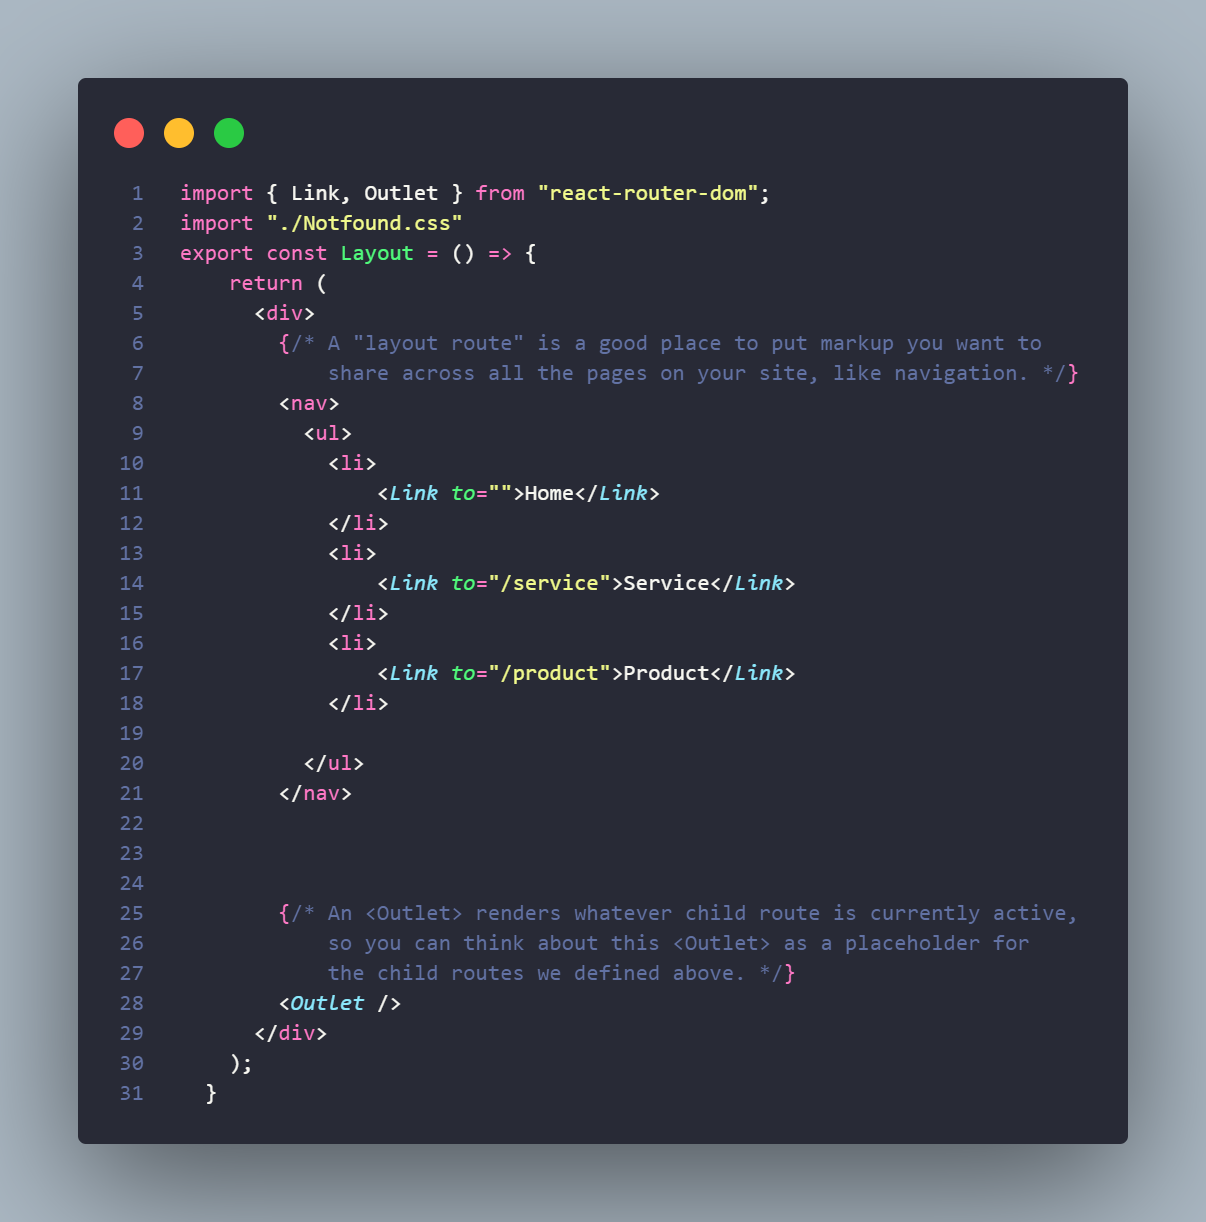 1 import { Link, Outlet } from "react-router-dom";
2 import "./Notfound.css"
3 export const Layout = () => {
4     return (
5       <div>
6         {/* A "layout route" is a good place to put markup you want to
7             share across all the pages on your site, like navigation. */}
8         <nav>
9           <ul>
10             <li>
11                 <Link to="">Home</Link>
12             </li>
13             <li>
14                 <Link to="/service">Service</Link>
15             </li>
16             <li>
17                 <Link to="/product">Product</Link>
18             </li>
19
20           </ul>
21         </nav>
22
23
24
25         {/* An <Outlet> renders whatever child route is currently active,
26             so you can think about this <Outlet> as a placeholder for
27             the child routes we defined above. */}
28         <Outlet />
29       </div>
30     );
31   }